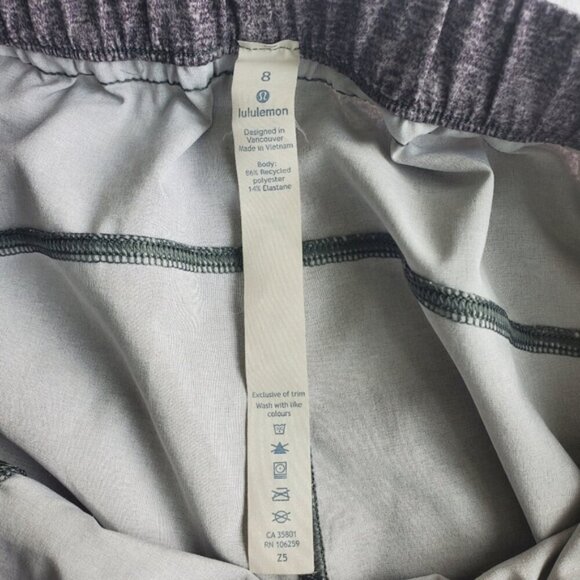 8
lululemon
Designed in
Vancouver
Made in Vietnam
Body:
86% Recycled
polyester
14% Elastane
Exclusive of trim
Wash with like
colours
CA 35801
RN 106259
Z5